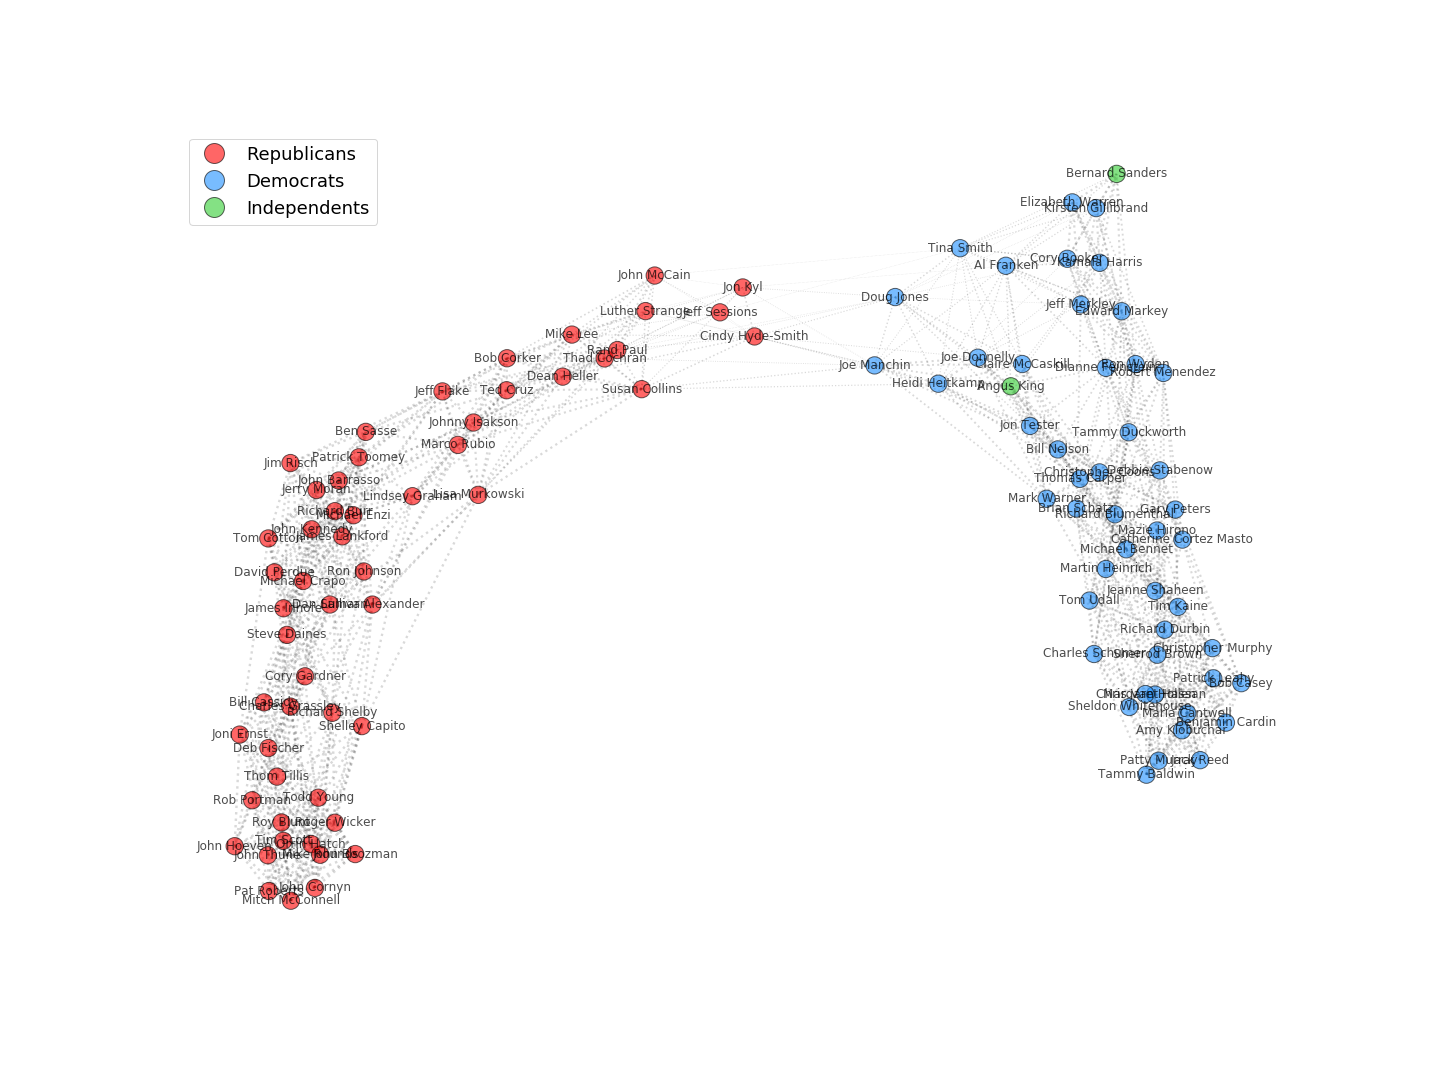 Republicans
Democrats
Independents
Bernard Sanders
Elizabeth Warren
Kirsten Gillibrand
Tina Smith
Cory Booker
Kamala Harris
Al Franken
John McCain
Jon Kyl
Doug Jones
Jeff Merkley
Edward Markey
Luther Strange
Jeff Sessions
Mike Lee
Cindy Hyde-Smith
Rand Paul
Bob Corker
Thad Cochran
Joe Donnelly
Claire McCaskill
Joe Manchin
Ron Wyden
Dianne Feinstein
Robert Menendez
Dean Heller
Heidi Heitkamp
Angus King
Jeff Flake
Ted Cruz
Susan Collins
Johnny Isakson
Jon Tester
Ben Sasse
Tammy Duckworth
Marco Rubio
Bill Nelson
Patrick Toomey
Jim Risch
Christopher Coons
Debbie Stabenow
John Barrasso
Thomas Carper
Jerry Moran
Lindsey Graham
Lisa Murkowski
Mark Warner
Brian Schatz
Gary Peters
Richard Burr
Michael Enzi
Richard Blumenthal
John Kennedy
Mazie Hirono
James Lankford
Tom Cotton
Catherine Cortez Masto
Michael Bennet
David Perdue
Ron Johnson
Martin Heinrich
Michael Crapo
Jeanne Shaheen
Tom Udall
James Inhofe
Dan Sullivan
Lamar Alexander
Tim Kaine
Steve Daines
Richard Durbin
Christopher Murphy
Charles Schumer
Sherrod Brown
Cory Gardner
Patrick Leahy
Bob Casey
Chris Van Hollen
Margaret Hassan
Bill Cassidy
Charles Grassley
Sheldon Whitehouse
Richard Shelby
Maria Cantwell
Shelley Capito
Benjamin Cardin
Joni Ernst
Amy Klobuchar
Deb Fischer
Patty Murray
Jack Reed
Thom Tillis
Tammy Baldwin
Rob Portman
Todd Young
Roy Blunt
Roger Wicker
Tim Scott
Orrin Hatch
John Hoeven
John Thune
Mike Rounds
John Boozman
Pat Roberts
John Cornyn
Mitch McConnell